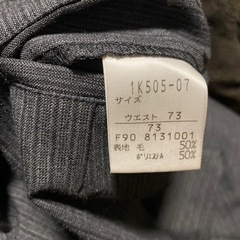 1K505-07
サイズ
ウエスト 73
73
F90 8131001
表地 毛 50%
ポリエステル 50%